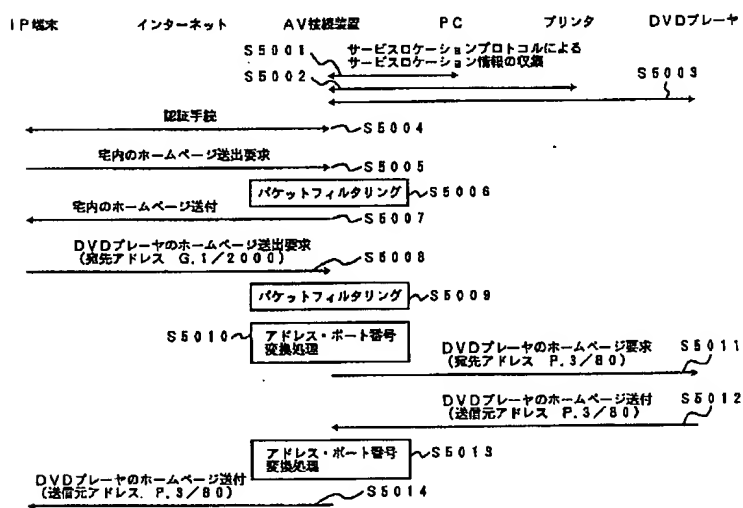 IP端末 インターネット AV接続装置 PC プリンタ DVDプレーヤ
S5001 サービスロケーションプロトコルによる
サービスロケーション情報の収集
S5002
S5003
認証手続
S5004
宅内のホームページ送出要求
S5005
パケットフィルタリング S5006
宅内のホームページ送付
S5007
DVDプレーヤのホームページ送出要求
(宛先アドレス G.1/2000)
S5008
パケットフィルタリング S5009
S5010 アドレス・ポート番号
変換処理
DVDプレーヤのホームページ要求
(宛先アドレス P.3/80)
S5011
DVDプレーヤのホームページ送付
(送信元アドレス P.3/80)
S5012
アドレス・ポート番号
変換処理
S5013
DVDプレーヤのホームページ送付
(送信元アドレス P.3/80)
S5014